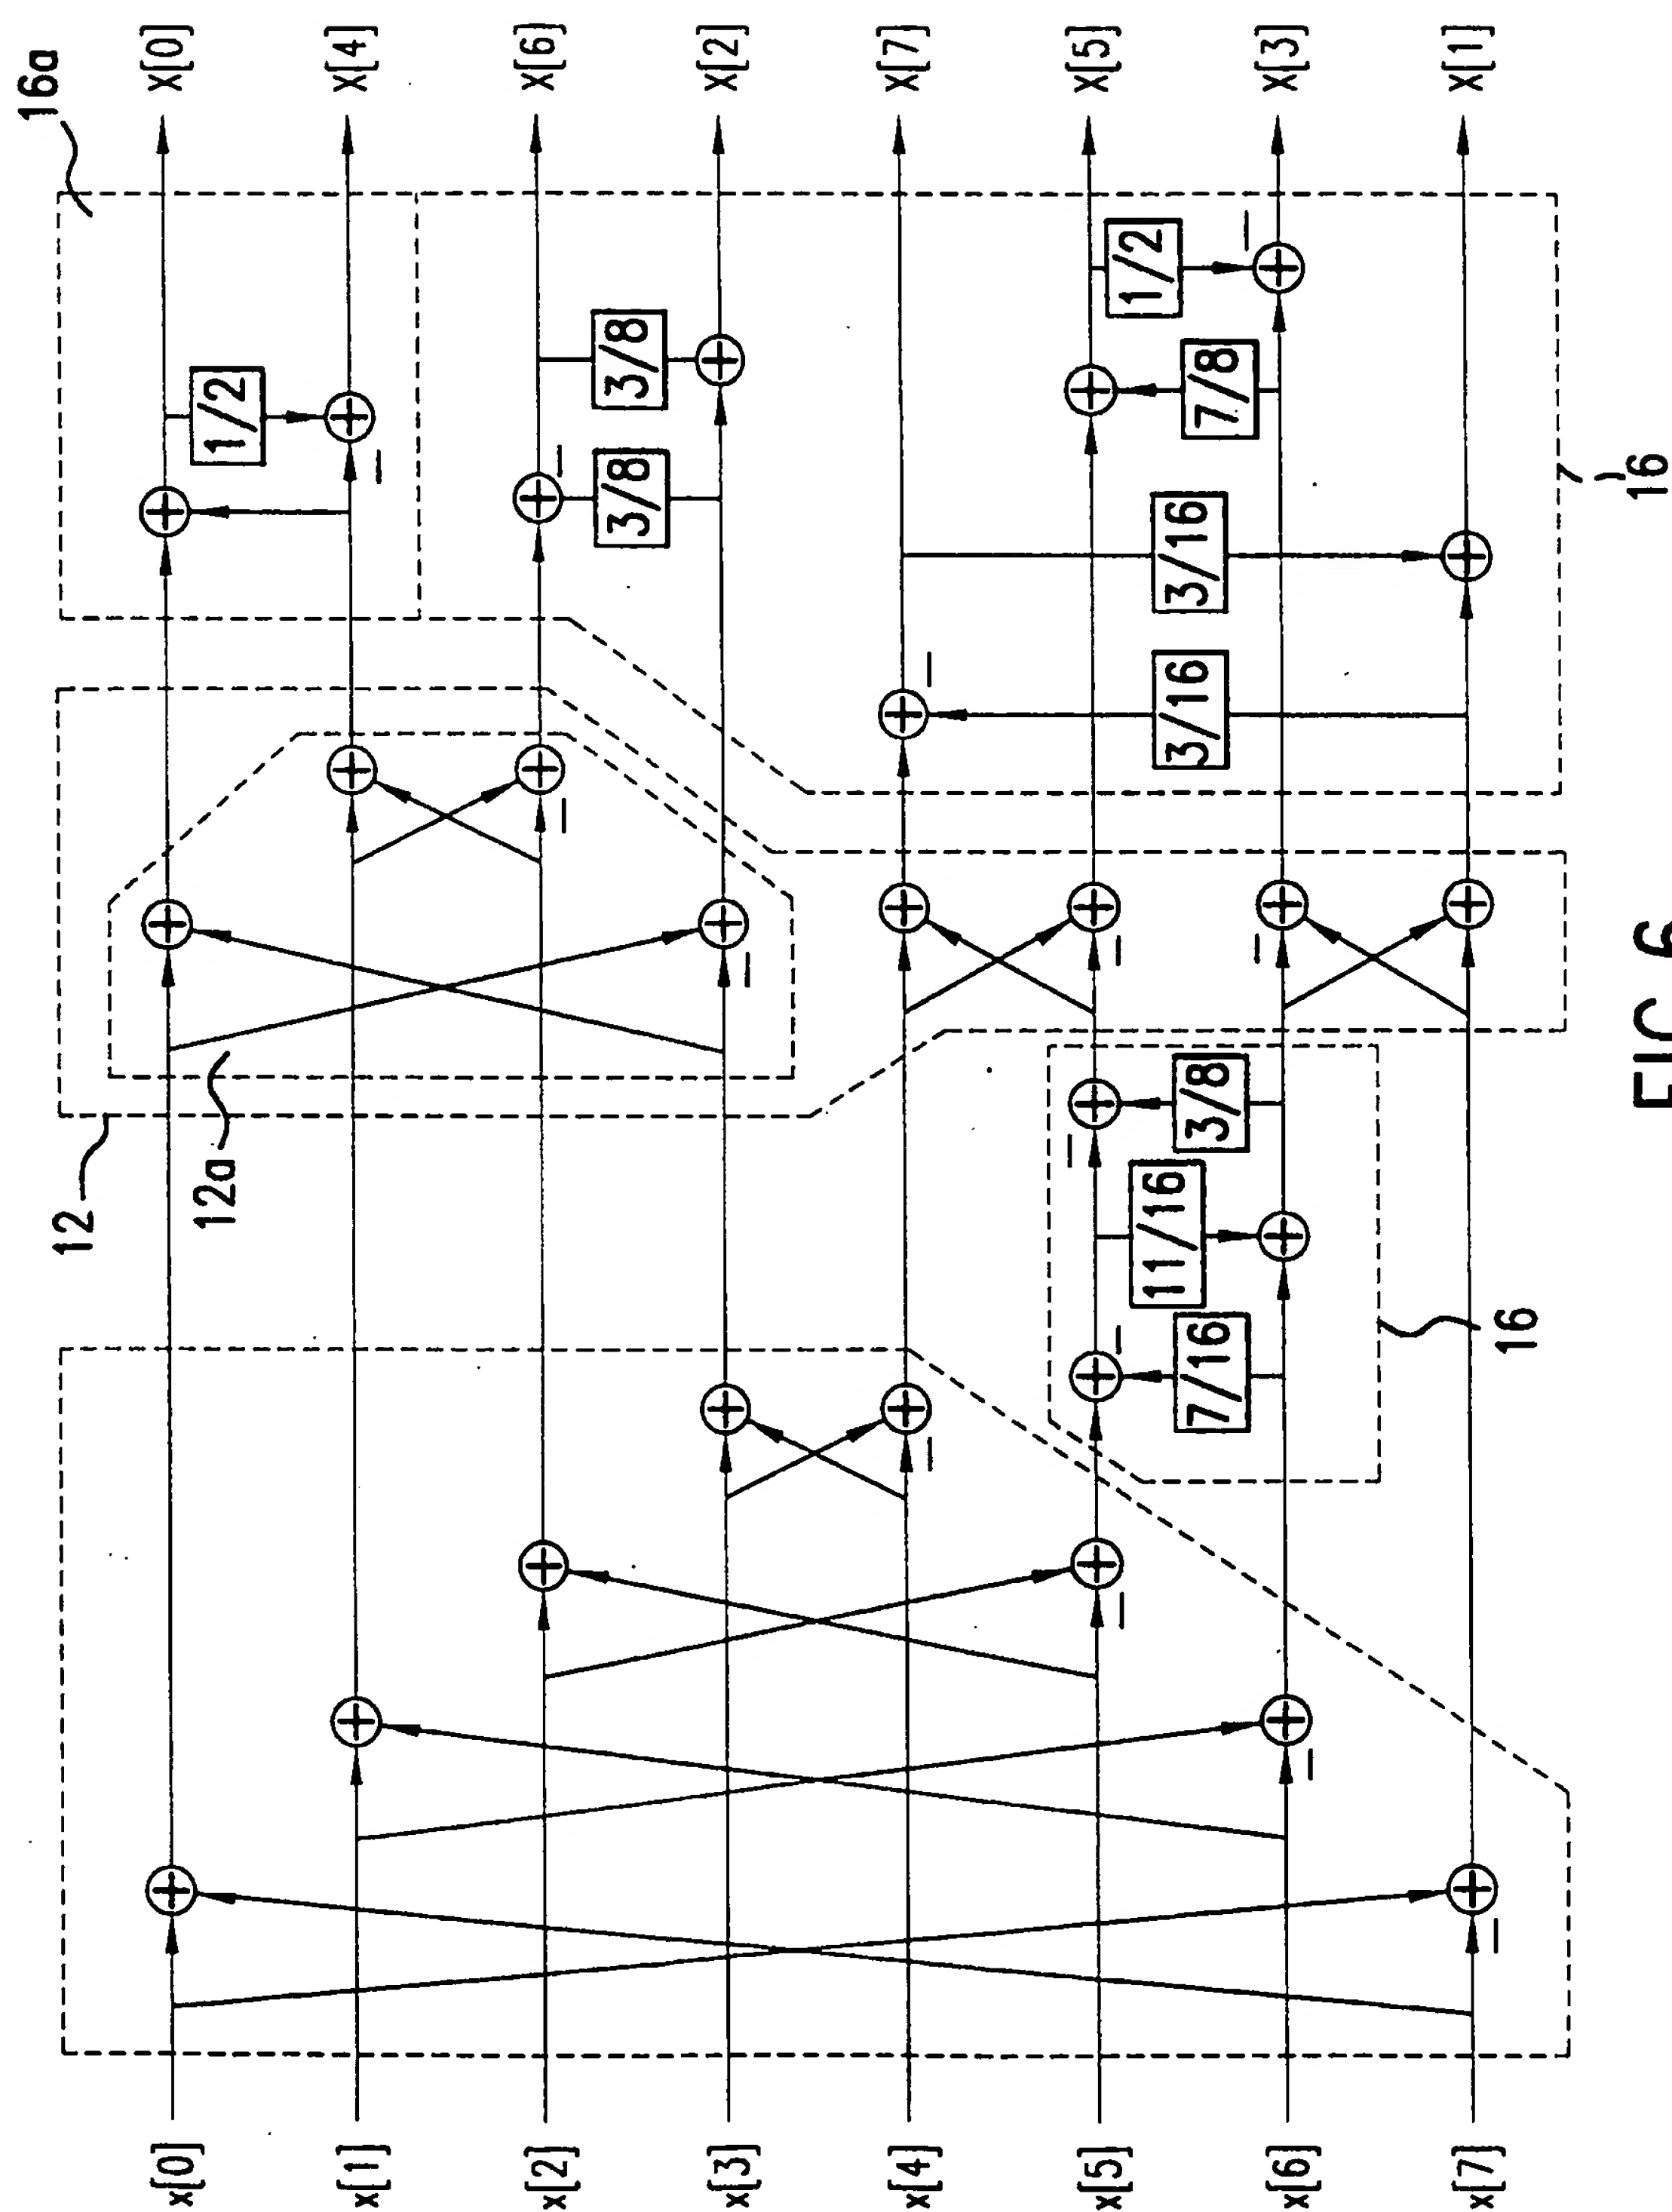 16a
X[0]
X[4]
X[6]
X[2]
X[7]
X[5]
X[3]
X[1]
1/2
3/8
3/8
1/2
7/8
3/16
3/16
16
12
12a
3/8
11/16
7/16
16
x[0]
x[1]
x[2]
x[3]
x[4]
x[5]
x[6]
x[7]
FIG. 6